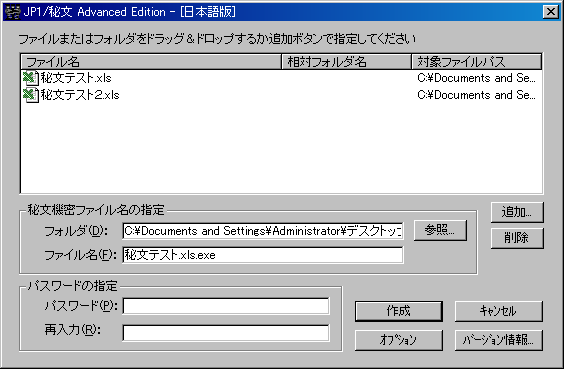 JP1/秘文 Advanced Edition - [日本語版]
ファイルまたはフォルダをドラッグ＆ドロップするか追加ボタンで指定してください
ファイル名 相対フォルダ名 対象ファイルパス
秘文テスト.xls C:¥Documents and Se...
秘文テスト2.xls C:¥Documents and Se...
秘文機密ファイル名の指定
フォルダ(D): C:¥Documents and Settings¥Administrator¥デスクトップ
参照...
ファイル名(F): 秘文テスト.xls.exe
追加...
削除
パスワードの指定
パスワード(P):
再入力(R):
作成 ｷｬﾝｾﾙ
ｵﾌﾟｼｮﾝ ﾊﾞｰｼﾞｮﾝ情報...